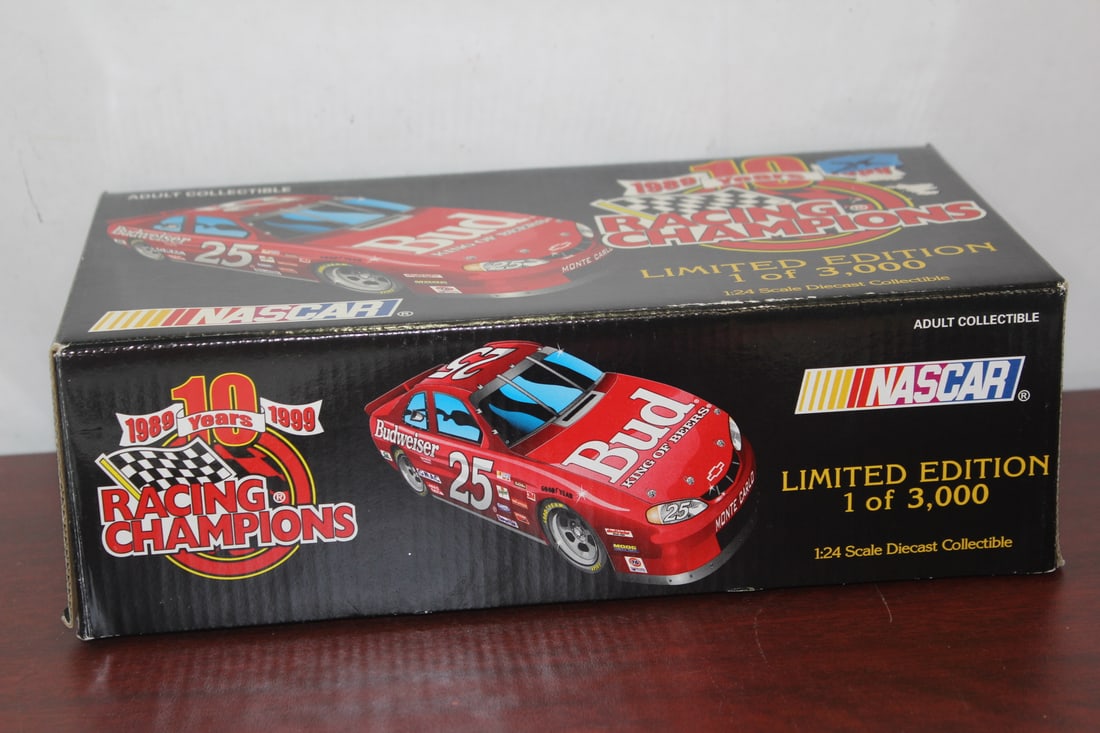 ADULT COLLECTIBLE
1989 10 Years
RACING
CHAMPIONS®
LIMITED EDITION
1 of 3,000
1:24 Scale Diecast Collectible
Budweiser
25
Bud
KING OF BEERS
MONTE CARLO
NASCAR®
ADULT COLLECTIBLE
1989 10 Years 1999
RACING®
CHAMPIONS
25
Budweiser
25
Bud
KING OF BEERS
GOODYEAR
25
MONTE CARLO
MOOG
NASCAR®
LIMITED EDITION
1 of 3,000
1:24 Scale Diecast Collectible